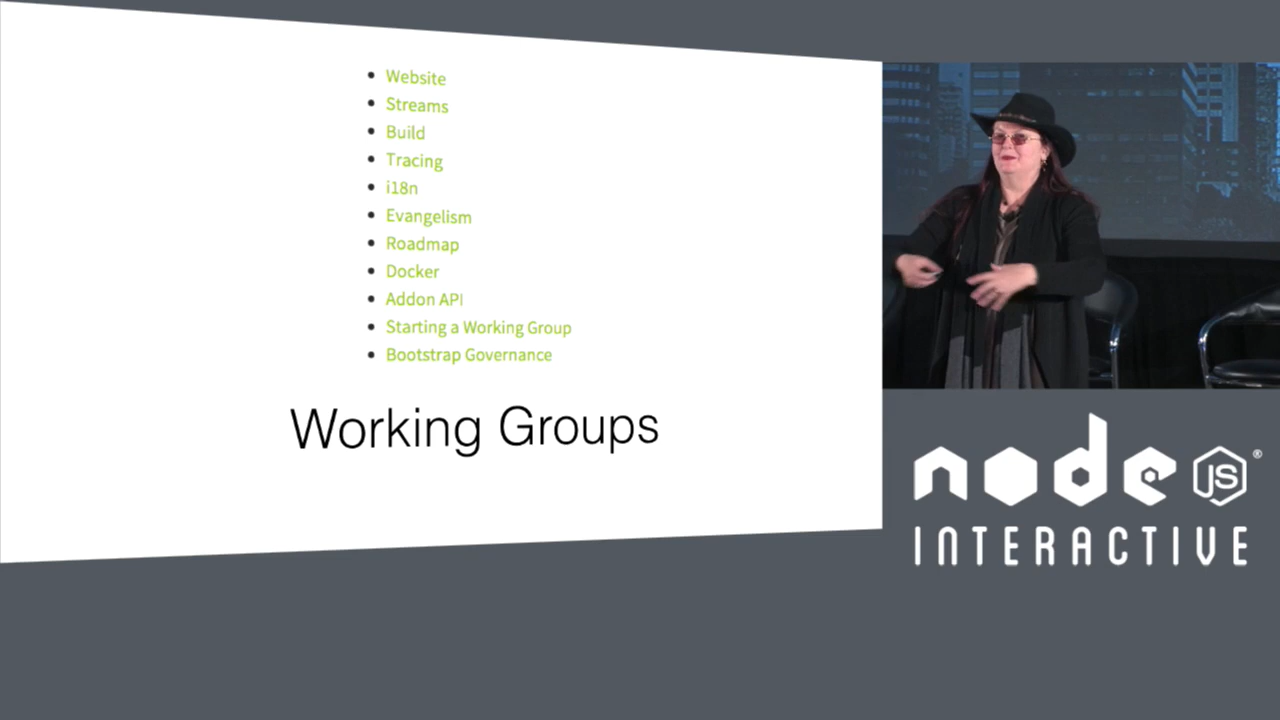 Website
Streams
Build
Tracing
i18n
Evangelism
Roadmap
Docker
Addon API
Starting a Working Group
Bootstrap Governance
Working Groups
node JS ®
INTERACTIVE